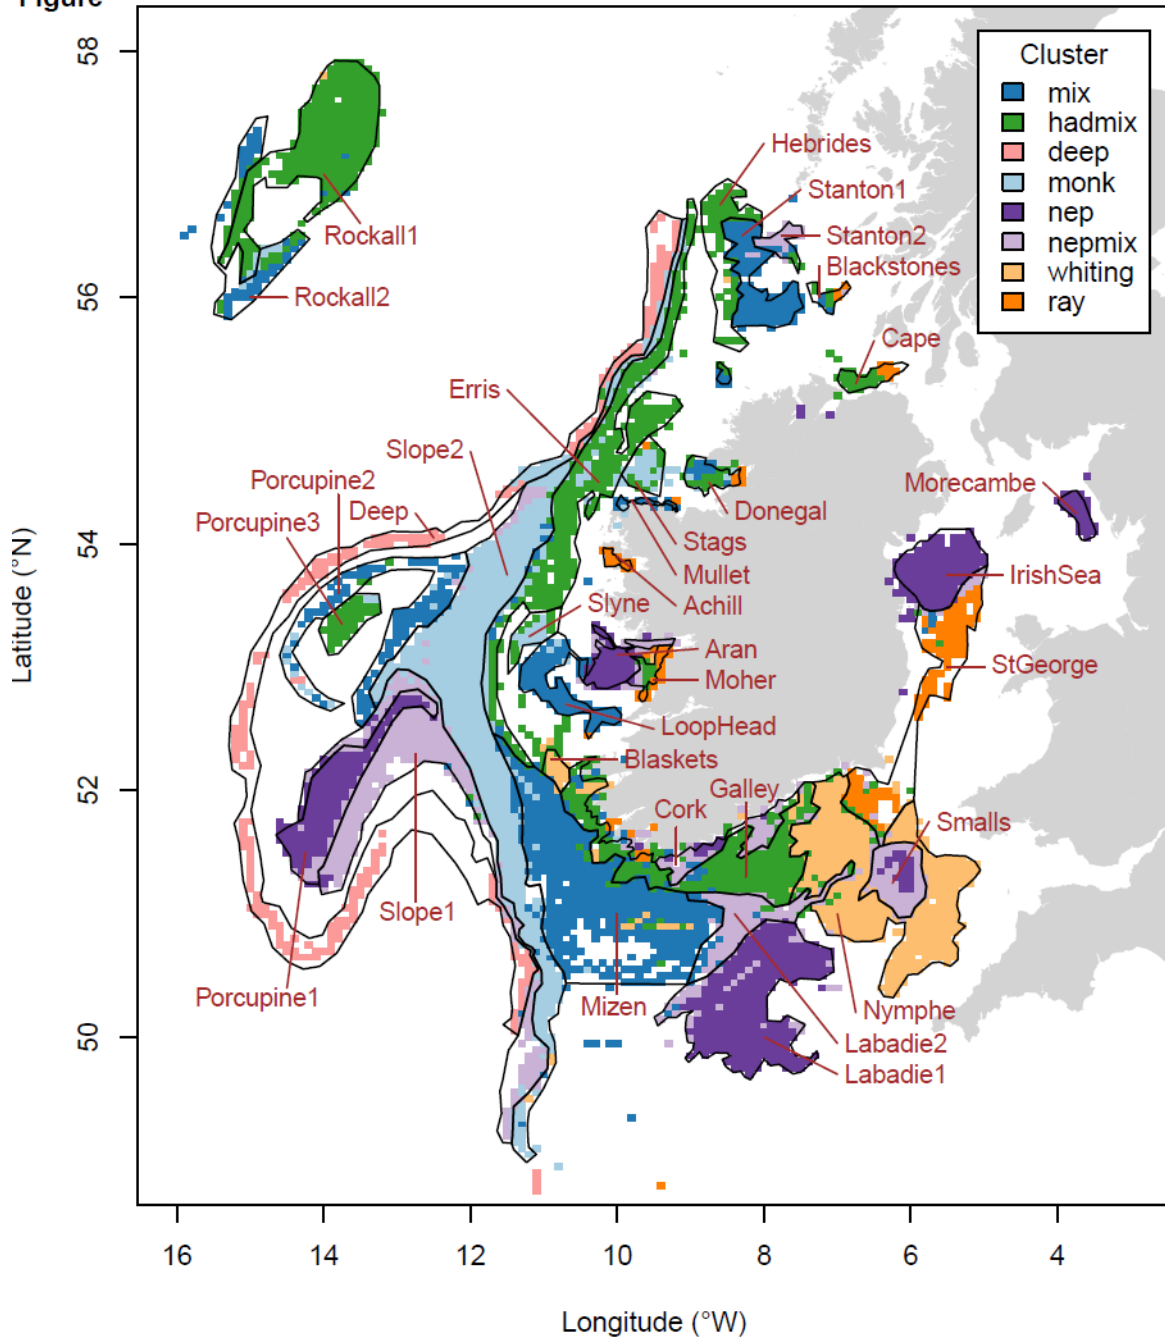 Figure
Cluster
mix
hadmix
deep
monk
nep
nepmix
whiting
ray
58
56
54
52
50
Latitude (°N)
Hebrides
Stanton1
Stanton2
Blackstones
Rockall1
Rockall2
Cape
Erris
Slope2
Porcupine2
Deep
Porcupine3
Morecambe
Donegal
Stags
Mullet
IrishSea
Achill
Slyne
Aran
StGeorge
Moher
LoopHead
Blaskets
Galley
Cork
Smalls
Slope1
Porcupine1
Mizen
Nymphe
Labadie2
Labadie1
16 14 12 10 8 6 4
Longitude (°W)